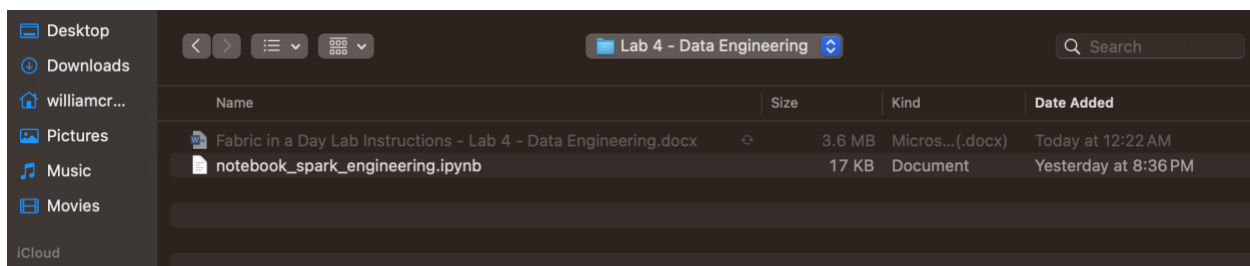 Desktop
Downloads
williamcr...
Pictures
Music
Movies
iCloud
Lab 4 - Data Engineering
Search
Name Size Kind Date Added
Fabric in a Day Lab Instructions - Lab 4 - Data Engineering.docx 3.6 MB Micros...(.docx) Today at 12:22 AM
notebook_spark_engineering.ipynb 17 KB Document Yesterday at 8:36 PM